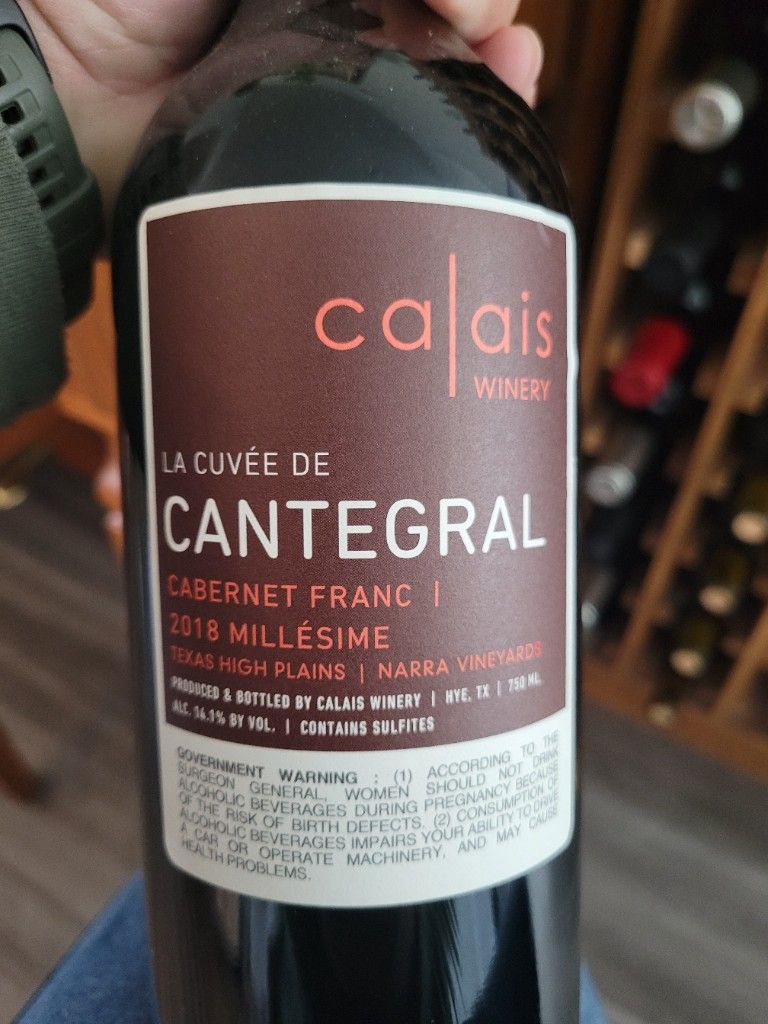 calais
WINERY
LA CUVÉE DE
CANTEGRAL
CABERNET FRANC |
2018 MILLÉSIME
TEXAS HIGH PLAINS | NARRA VINEYARDS
PRODUCED & BOTTLED BY CALAIS WINERY | HYE, TX | 750 ML.
ALC. 14.1% BY VOL. | CONTAINS SULFITES
GOVERNMENT WARNING : (1) ACCORDING TO THE
SURGEON GENERAL, WOMEN SHOULD NOT DRINK
ALCOHOLIC BEVERAGES DURING PREGNANCY BECAUSE
OF THE RISK OF BIRTH DEFECTS. (2) CONSUMPTION OF
ALCOHOLIC BEVERAGES IMPAIRS YOUR ABILITY TO DRIVE
A CAR OR OPERATE MACHINERY, AND MAY CAUSE
HEALTH PROBLEMS.